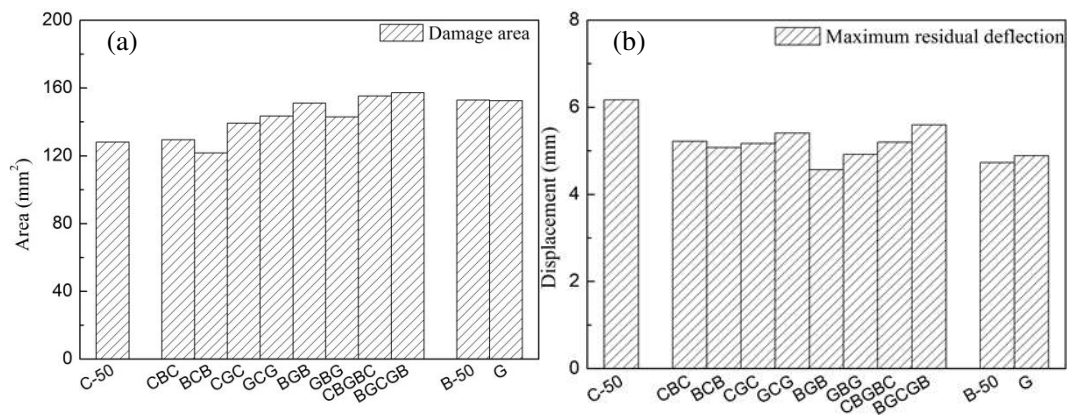 (a)
Damage area
Area (mm²)
200
160
120
80
40
0
C-50
CBC
BCB
CGC
GCG
BGB
GBG
CBGBC
BGCGB
B-50
G
(b)
Maximum residual deflection
Displacement (mm)
8
6
4
2
0
C-50
CBC
BCB
CGC
GCG
BGB
GBG
CBGBC
BGCGB
B-50
G